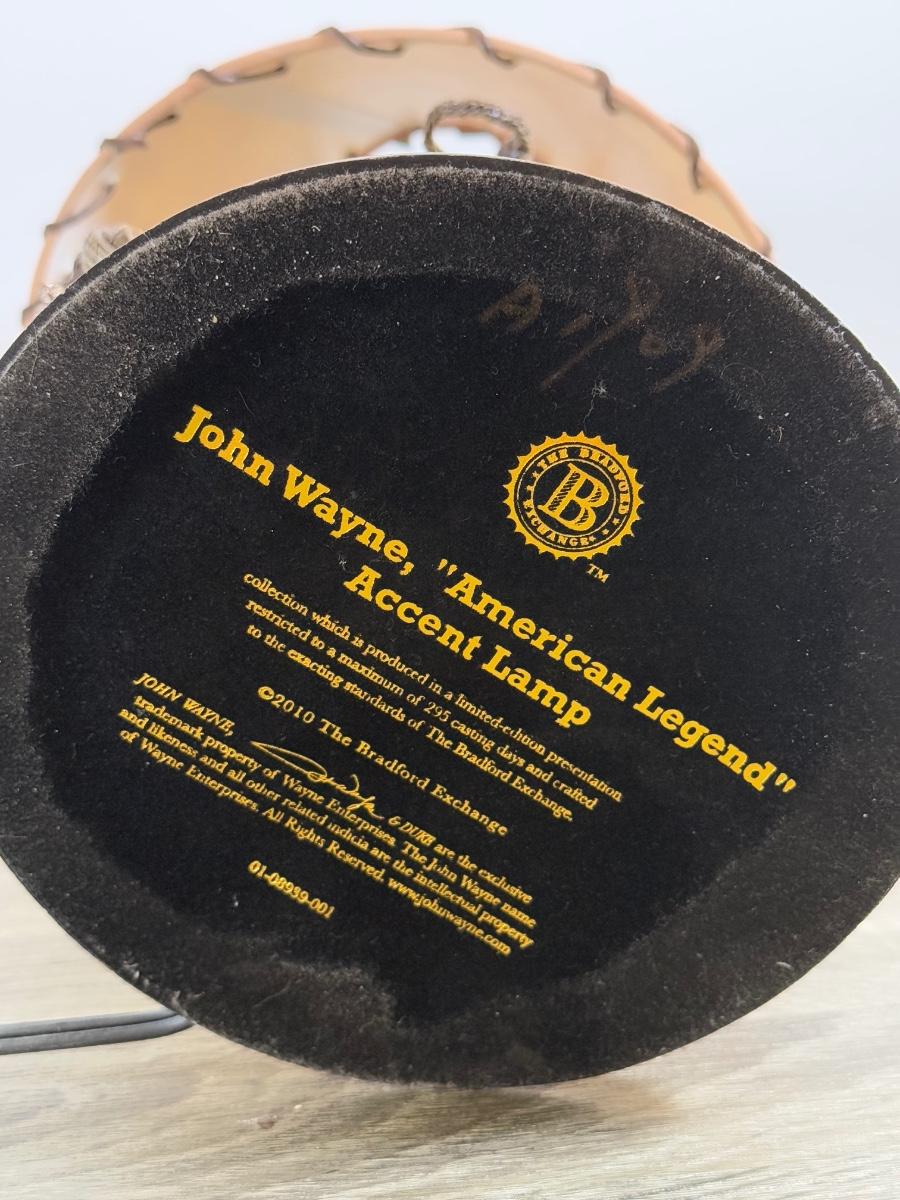 THE BRADFORD EXCHANGE
B
TM
John Wayne, "American Legend"
Accent Lamp
collection which is produced in a limited-edition presentation
restricted to a maximum of 295 casting days and crafted
to the exacting standards of The Bradford Exchange.
©2010 The Bradford Exchange
JOHN WAYNE, & DUKE are the exclusive
trademark property of Wayne Enterprises. The John Wayne name
and likeness and all other related indicia are the intellectual property
of Wayne Enterprises. All Rights Reserved. www.johnwayne.com
01-08939-001